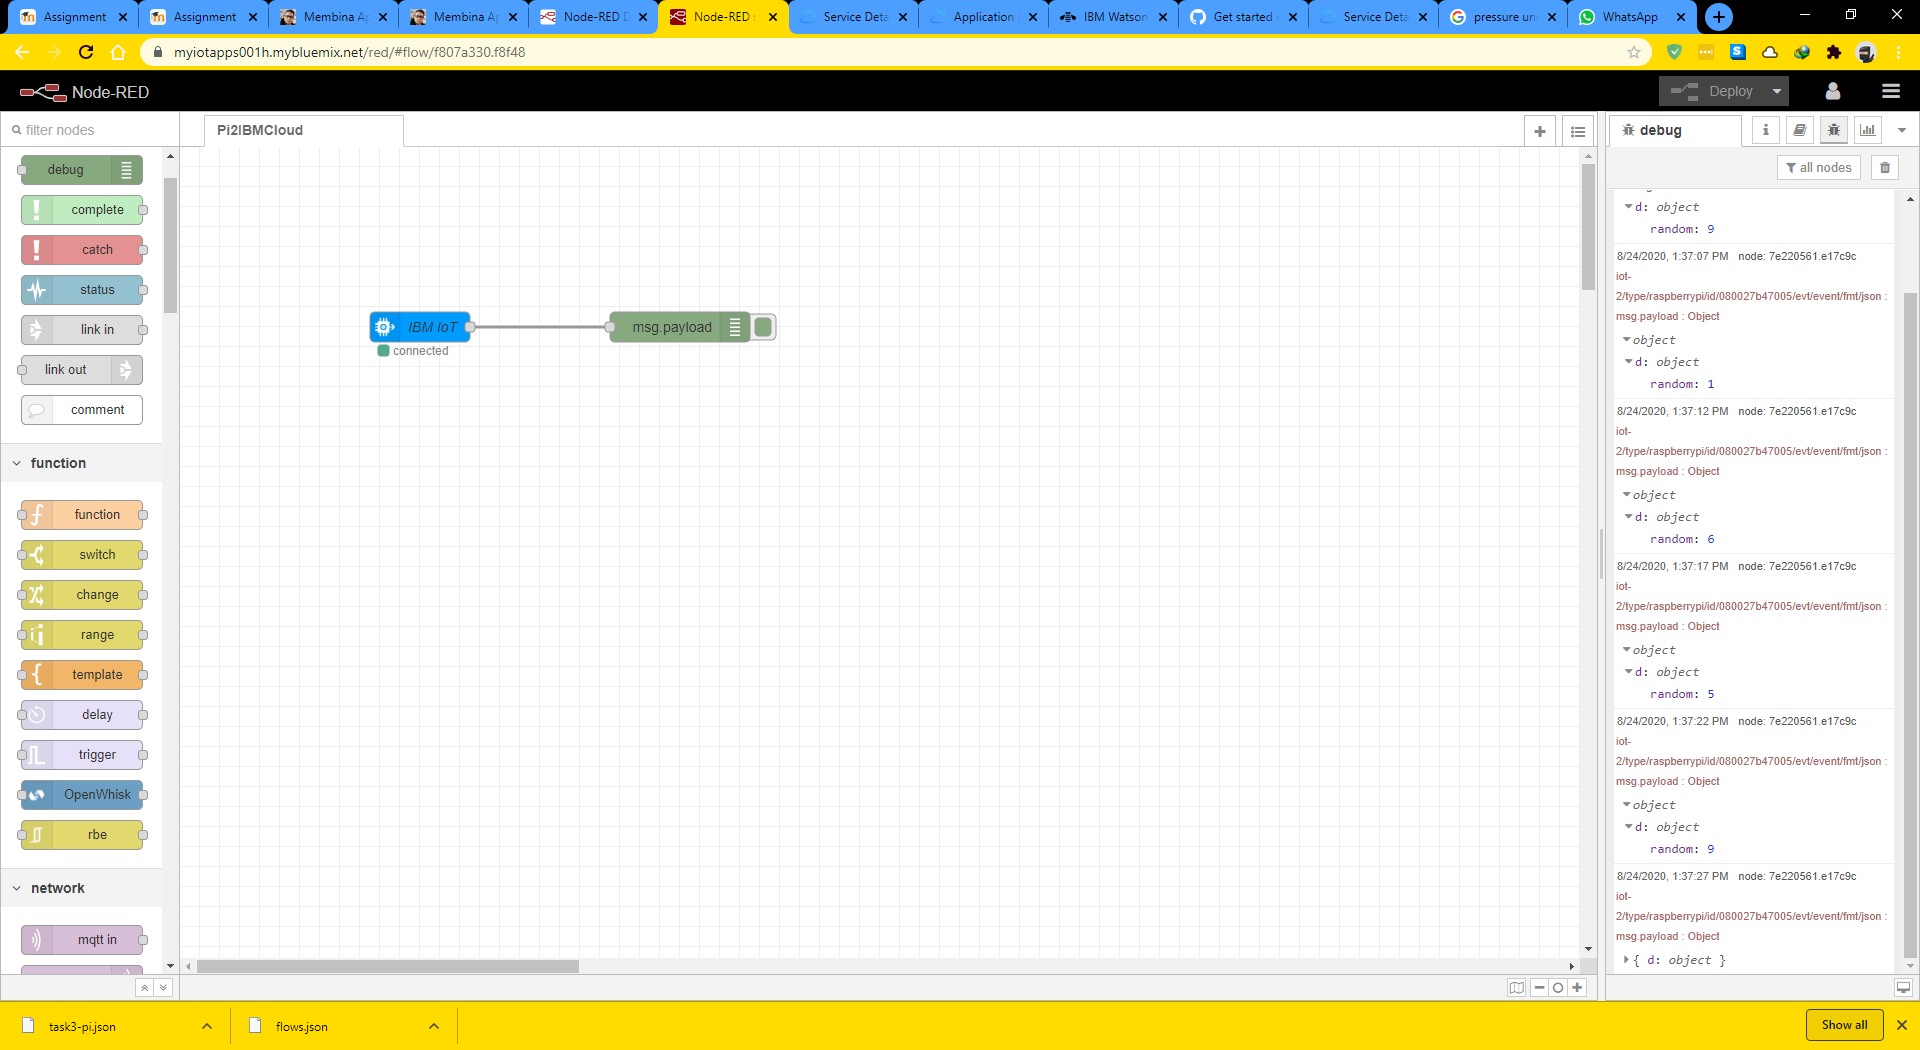 Assignment
Assignment
Membina Ap
Membina Ap
Node-RED D
Node-RED :
Service Deta
Application
IBM Watson
Get started
Service Deta
pressure un
WhatsApp
myiotapps001h.mybluemix.net/red/#flow/f807a330.f8f48
Node-RED
Deploy
filter nodes
Pi2IBMCloud
debug
all nodes
debug
complete
catch
status
link in
link out
comment
function
function
switch
change
range
template
delay
trigger
OpenWhisk
rbe
network
mqtt in
IBM IoT
connected
msg.payload
d: object
random: 9
8/24/2020, 1:37:07 PM node: 7e220561.e17c9c
iot-
2/type/raspberrypi/id/080027b47005/evt/event/fmt/json :
msg.payload : Object
object
d: object
random: 1
8/24/2020, 1:37:12 PM node: 7e220561.e17c9c
iot-
2/type/raspberrypi/id/080027b47005/evt/event/fmt/json :
msg.payload : Object
object
d: object
random: 6
8/24/2020, 1:37:17 PM node: 7e220561.e17c9c
iot-
2/type/raspberrypi/id/080027b47005/evt/event/fmt/json :
msg.payload : Object
object
d: object
random: 5
8/24/2020, 1:37:22 PM node: 7e220561.e17c9c
iot-
2/type/raspberrypi/id/080027b47005/evt/event/fmt/json :
msg.payload : Object
object
d: object
random: 9
8/24/2020, 1:37:27 PM node: 7e220561.e17c9c
iot-
2/type/raspberrypi/id/080027b47005/evt/event/fmt/json :
msg.payload : Object
{ d: object }
task3-pi.json
flows.json
Show all